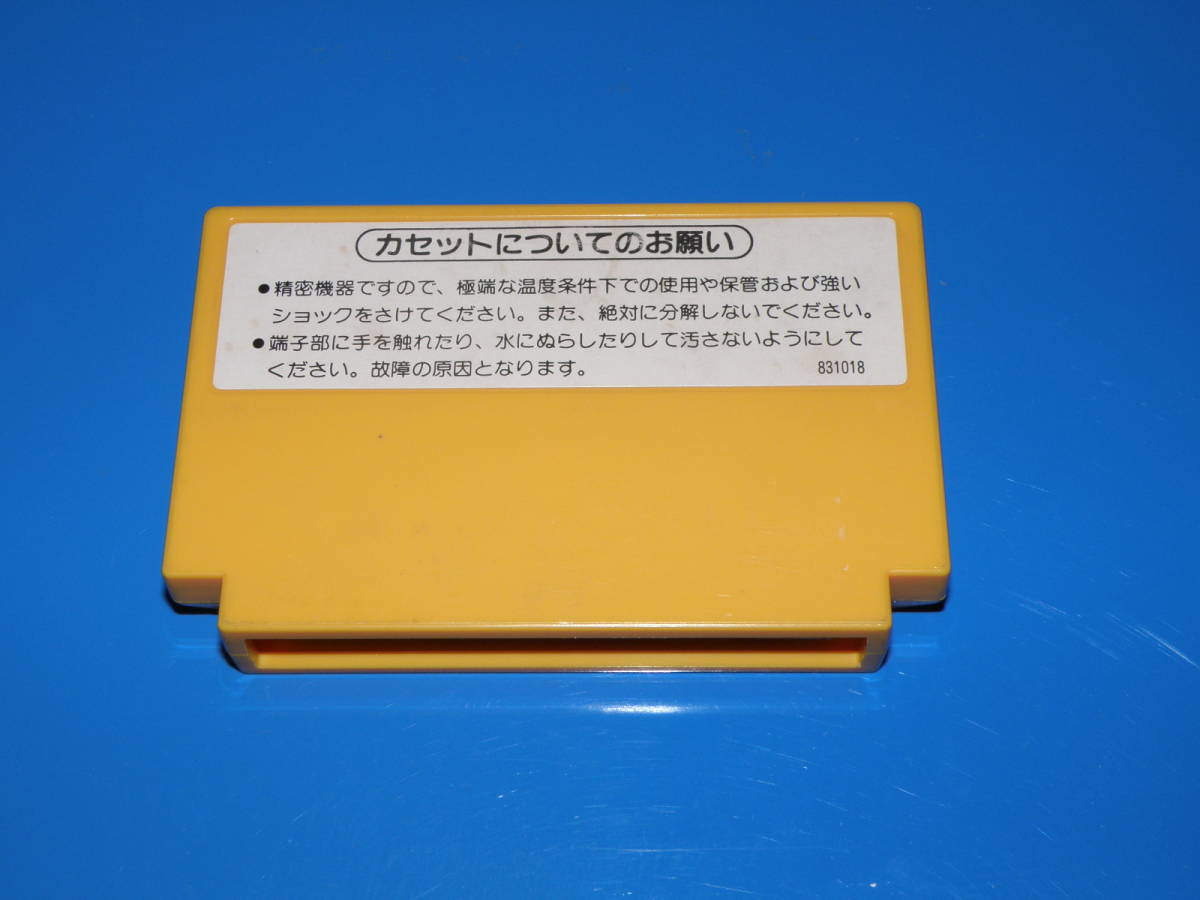 カセットについてのお願い
●精密機器ですので、極端な温度条件下での使用や保管および強い
ショックをさけてください。また、絶対に分解しないでください。
●端子部に手を触れたり、水にぬらしたりして汚さないようにして
ください。故障の原因となります。 831018